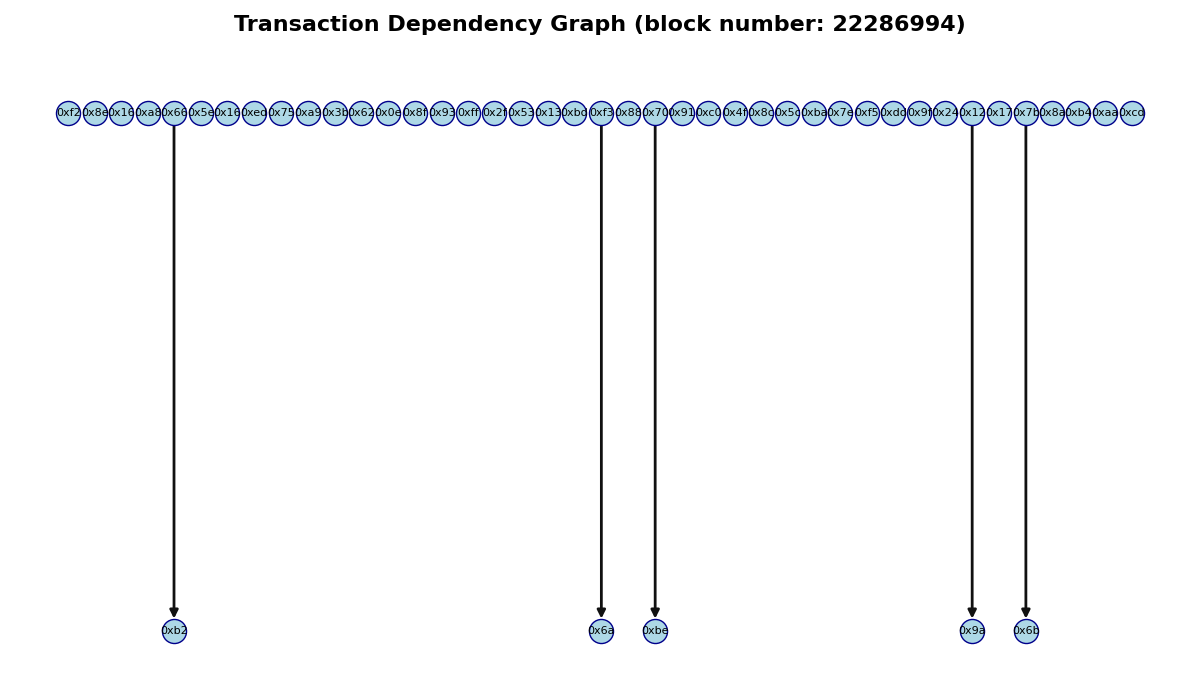 Transaction Dependency Graph (block number: 22286994)
0xf2 0x8e 0x16 0xa8 0x66 0x5e 0x16 0xed 0x75 0xa9 0x3b 0x62 0x0e 0x8f 0x93 0xff 0x2f 0x53 0x13 0xbd 0xf3 0x88 0x70 0x91 0xc0 0x4f 0x8c 0x5c 0xba 0x7e 0xf5 0xdd 0x9f 0x24 0x12 0x17 0x7b 0x8a 0xb4 0xaa 0xcd
0xb2 0x6a 0xbe 0x9a 0x6b